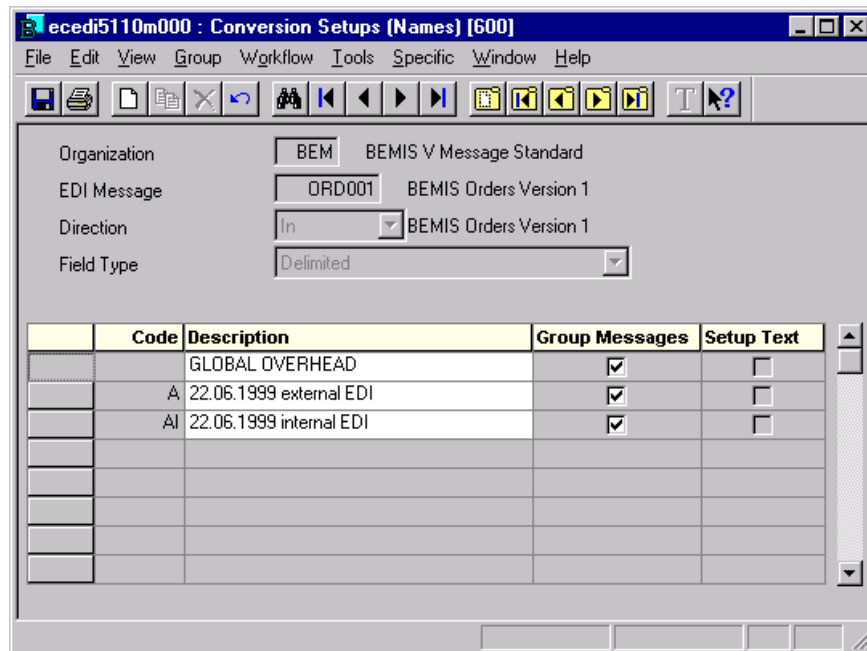 ecedi5110m000 : Conversion Setups (Names) [600]
File Edit View Group Workflow Tools Specific Window Help
Organization BEM BEMIS V Message Standard
EDI Message ORD001 BEMIS Orders Version 1
Direction In BEMIS Orders Version 1
Field Type Delimited
Code Description Group Messages Setup Text
GLOBAL OVERHEAD
A 22.06.1999 external EDI
AI 22.06.1999 internal EDI